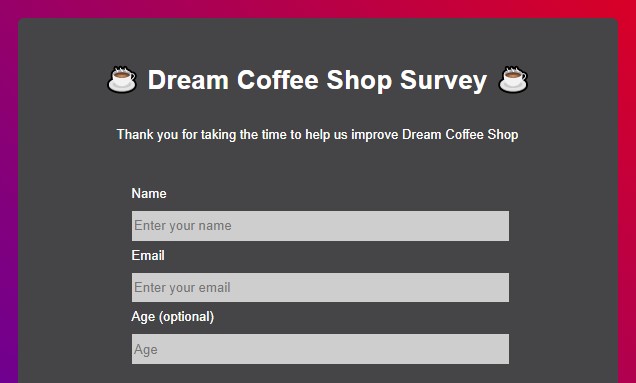 ☕ Dream Coffee Shop Survey ☕
Thank you for taking the time to help us improve Dream Coffee Shop
Name
Enter your name
Email
Enter your email
Age (optional)
Age